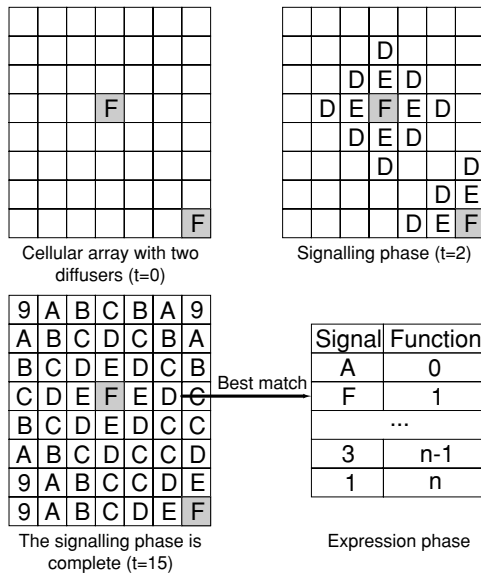 F
F
Cellular array with two
diffusers (t=0)
D
D E D
D E F E D
D E D
D D
D E
D E F
Signalling phase (t=2)
9 A B C B A 9
A B C D C B A
B C D E D C B
C D E F E D C
B C D E D C C
A B C D C C D
9 A B C C D E
9 A B C D E F
The signalling phase is
complete (t=15)
Best match
Signal Function
A 0
F 1
...
3 n-1
1 n
Expression phase